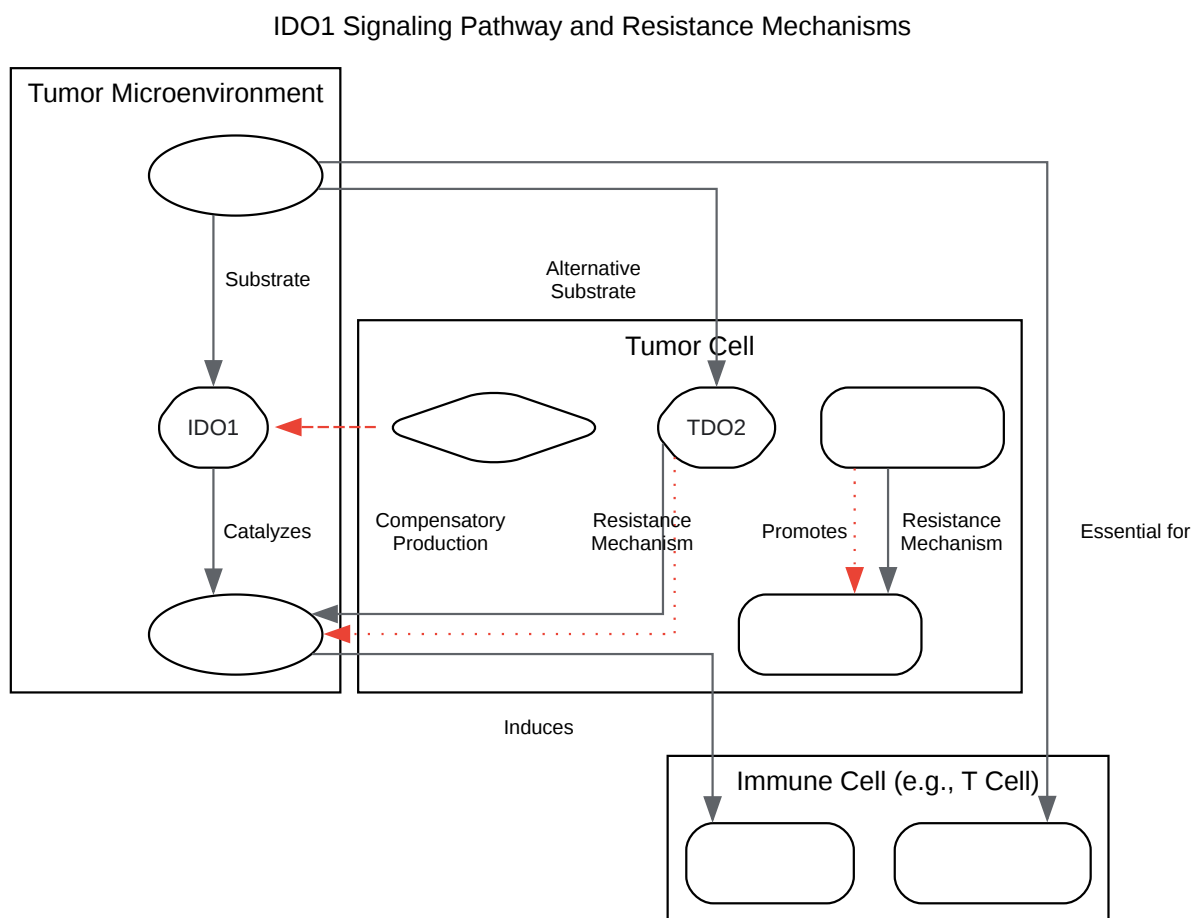 IDO1 Signaling Pathway and Resistance Mechanisms
Tumor Microenvironment
Substrate
Alternative
Substrate
Tumor Cell
IDO1
TDO2
Catalyzes
Compensatory
Production
Resistance
Mechanism
Promotes
Resistance
Mechanism
Essential for
Induces
Immune Cell (e.g., T Cell)